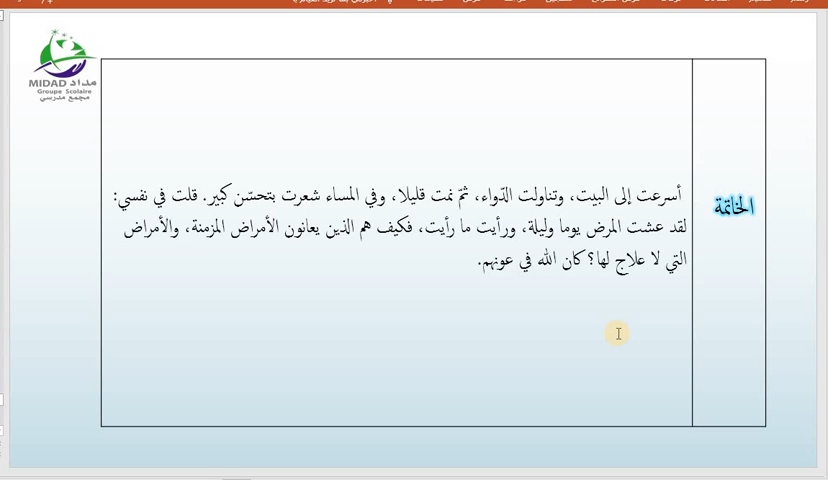 MIDAD مداد
Groupe Scolaire
مجمع مدرسي
الخاتمة
أسرعت إلى البيت، وتناولت الدّواء، ثمّ نمت قليلا، وفي المساء شعرت بتحسّن كبير. قلت في نفسي:
لقد عشت المرض يوما وليلة، ورأيت ما رأيت، فكيف هم الذين يعانون الأمراض المزمنة، والأمراض
التي لا علاج لها؟ كان الله في عونهم.